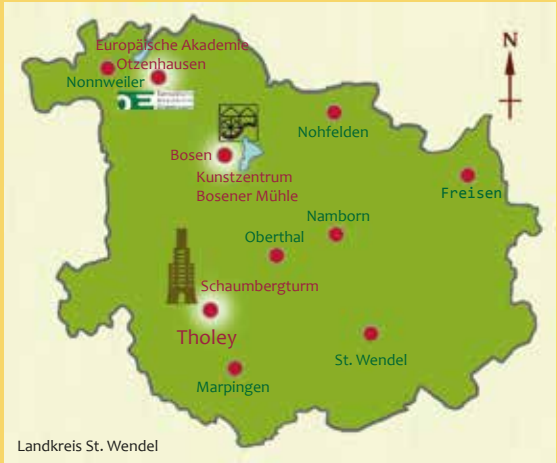 Europäische Akademie
Otzenhausen
Nonnweiler
N
Nohfelden
Bosen
Kunstzentrum
Bosener Mühle
Freisen
Namborn
Oberthal
Schaumbergturm
Tholey
St. Wendel
Marpingen
Landkreis St. Wendel